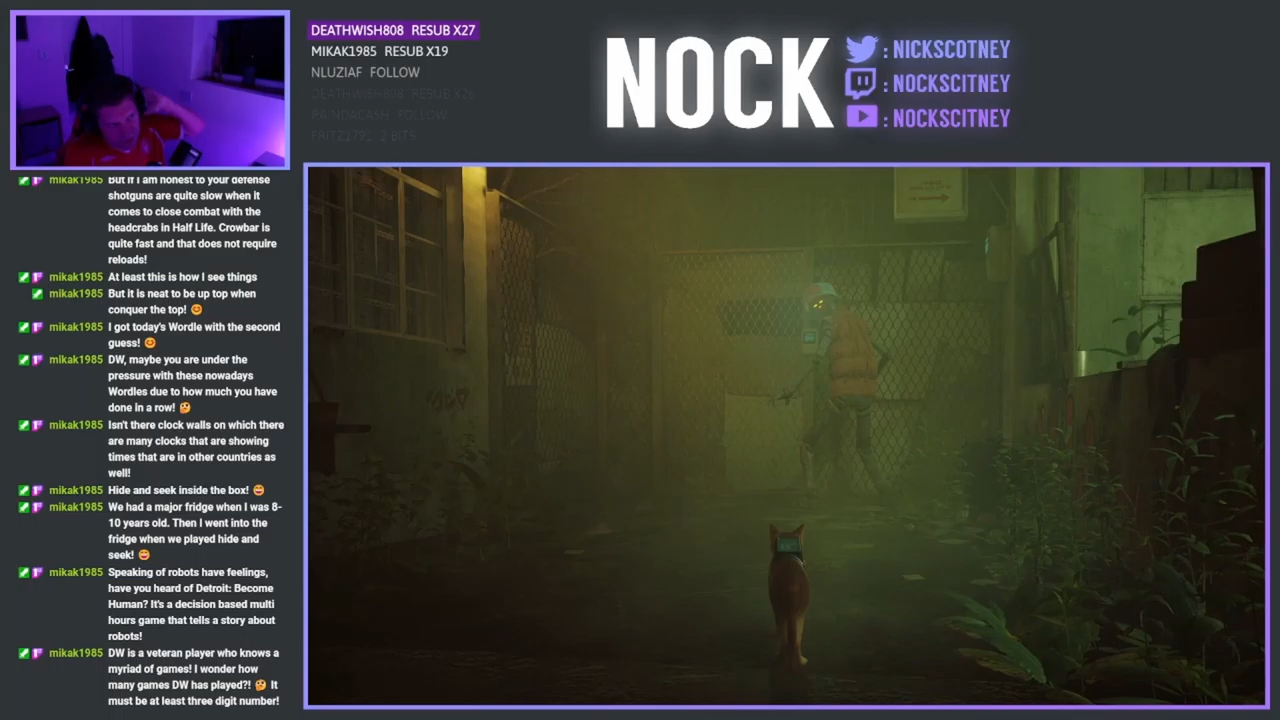 DEATHWISH808 RESUB X27
MIKAK1985 RESUB X19
NLUZIAF FOLLOW
DEATHWISH808 RESUB X26
RAINDACASH FOLLOW
FRITZ1791 2 BITS
NOCK
: NICKSCOTNEY
: NOCKSCITNEY
: NOCKSCITNEY
mikak1985 But if I am honest to your defense
shotguns are quite slow when it
comes to close combat with the
headcrabs in Half Life. Crowbar is
quite fast and that does not require
reloads!
mikak1985 At least this is how I see things
mikak1985 But it is neat to be up top when
conquer the top! 😊
mikak1985 I got today's Wordle with the second
guess! 😊
mikak1985 DW, maybe you are under the
pressure with these nowadays
Wordles due to how much you have
done in a row! 🤔
mikak1985 Isn't there clock walls on which there
are many clocks that are showing
times that are in other countries as
well!
mikak1985 Hide and seek inside the box! 😄
mikak1985 We had a major fridge when I was 8-
10 years old. Then I went into the
fridge when we played hide and
seek! 😄
mikak1985 Speaking of robots have feelings,
have you heard of Detroit: Become
Human? It's a decision based multi
hours game that tells a story about
robots!
mikak1985 DW is a veteran player who knows a
myriad of games! I wonder how
many games DW has played?! 🤔 It
must be at least three digit number!